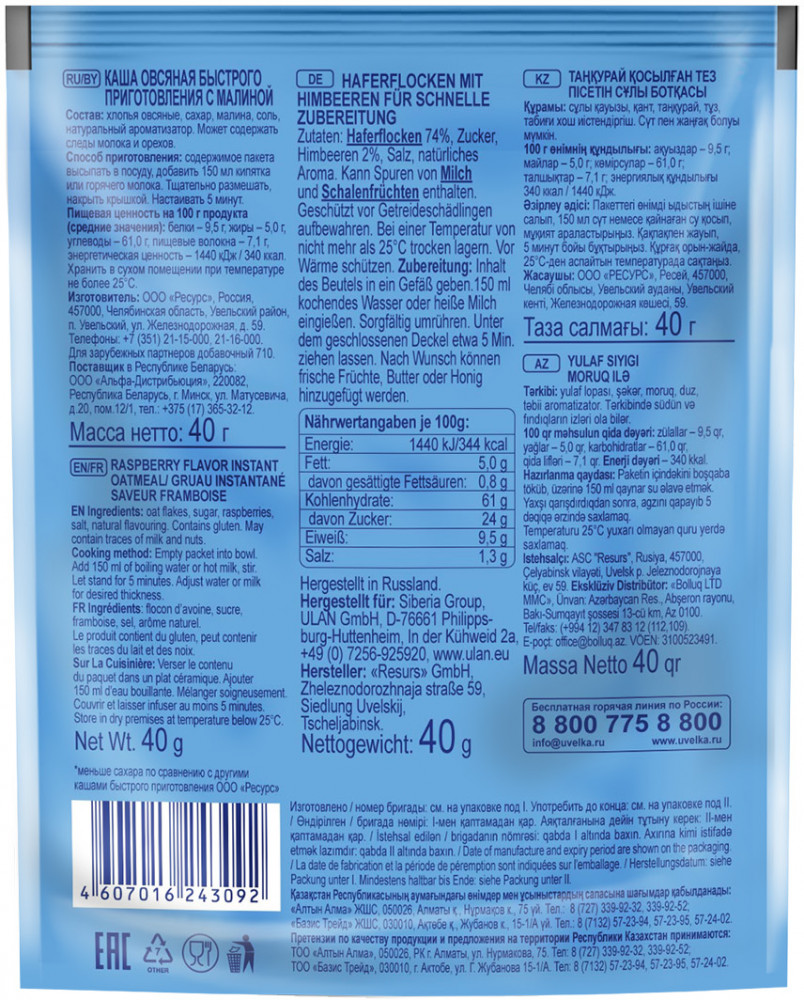 RU/BY КАША ОВСЯНАЯ БЫСТРОГО
ПРИГОТОВЛЕНИЯ С МАЛИНОЙ
Состав: хлопья овсяные, сахар, малина, соль,
натуральный ароматизатор. Может содержать
следы молока и орехов.
Способ приготовления: содержимое пакета
высыпать в посуду, добавить 150 мл кипятка
или горячего молока. Тщательно размешать,
накрыть крышкой. Настаивать 5 минут.
Пищевая ценность на 100 г продукта
(средние значения): белки – 9,5 г, жиры – 5,0 г,
углеводы – 61,0 г, пищевые волокна – 7,1 г,
энергетическая ценность – 1440 кДж / 340 ккал.
Хранить в сухом помещении при температуре
не более 25°С.
Изготовитель: ООО «Ресурс», Россия,
457000, Челябинская область, Увельский район,
п. Увельский, ул. Железнодорожная, д. 59.
Телефоны: +7 (351) 21-15-000, 21-16-000.
Для зарубежных партнеров добавочный 710.
Поставщик в Республике Беларусь:
ООО «Альфа-Дистрибьюция», 220082,
Республика Беларусь, г. Минск, ул. Матусевича,
д.20, пом.12/1, тел.: +375 (17) 365-32-12.
Масса нетто: 40 г
EN/FR RASPBERRY FLAVOR INSTANT
OATMEAL/ GRUAU INSTANTANÉ
SAVEUR FRAMBOISE
EN Ingredients: oat flakes, sugar, raspberries,
salt, natural flavouring. Contains gluten. May
contain traces of milk and nuts.
Cooking method: Empty packet into bowl.
Add 150 ml of boiling water or hot milk, stir.
Let stand for 5 minutes. Adjust water or milk
for desired thickness.
FR Ingrédients: flocon d'avoine, sucre,
framboise, sel, arôme naturel.
Le produit contient du gluten, peut contenir
les traces du lait et des noix.
Sur La Cuisinière: Verser le contenu
du paquet dans un plat céramique. Ajouter
150 ml d'eau bouillante. Mélanger soigneusement.
Couvrir et laisser infuser au moins 5 minutes.
Store in dry premises at temperature below 25°C.
Net Wt. 40 g
*меньше сахара по сравнению с другими
кашами быстрого приготовления ООО «Ресурс»
4 607016 243092
EAC
OTHER
DE HAFERFLOCKEN MIT
HIMBEEREN FÜR SCHNELLE
ZUBEREITUNG
Zutaten: Haferflocken 74%, Zucker,
Himbeeren 2%, Salz, natürliches
Aroma. Kann Spuren von Milch
und Schalenfrüchten enthalten.
Geschützt vor Getreideschädlingen
aufbewahren. Bei einer Temperatur von
nicht mehr als 25°C trocken lagern. Vor
Wärme schützen. Zubereitung: Inhalt
des Beutels in ein Gefäß geben.150 ml
kochendes Wasser oder heiße Milch
eingießen. Sorgfältig umrühren. Unter
dem geschlossenen Deckel etwa 5 Min.
ziehen lassen. Nach Wunsch können
frische Früchte, Butter oder Honig
hinzugefügt werden.
Nährwertangaben je 100g:
Energie: 1440 kJ/344 kcal
Fett: 5,0 g
davon gesättigte Fettsäuren: 0,8 g
Kohlenhydrate: 61 g
davon Zucker: 24 g
Eiweiß: 9,5 g
Salz: 1,3 g
Hergestellt in Russland.
Hergestellt für: Siberia Group,
ULAN GmbH, D-76661 Philipps-
burg-Huttenheim, In der Kühweid 2a,
+49 (0) 7256-925920, www.ulan.eu
Hersteller: «Resurs» GmbH,
Zheleznodorozhnaja straße 59,
Siedlung Uvelskij,
Tscheljabinsk.
Nettogewicht: 40 g
KZ ТАҢҚУРАЙ ҚОСЫЛҒАН ТЕЗ
ПІСЕТІН СҰЛЫ БОТҚАСЫ
Құрамы: сұлы қауызы, қант, таңқурай, тұз,
табиғи хош иістендіргіш. Сүт пен жаңғақ болуы
мүмкін.
100 г өнімнің құндылығы: ақуыздар – 9,5 г,
майлар – 5,0 г, көмірсулар – 61,0 г,
талшықтар – 7,1 г, энергиялық құндылығы
340 ккал / 1440 кДж.
Әзірлеу әдісі: Пакеттегі өнімді ыдыстың ішіне
салып, 150 мл сүт немесе қайнаған су қосып,
мұқият араластырыңыз. Қақпақпен жауып,
5 минут бойы бұқтырыңыз. Құрғақ орын-жайда,
25°С-ден аспайтын температурада сақтаңыз.
Жасаушы: ООО «РЕСУРС», Ресей, 457000,
Челябі облысы, Увельский ауданы, Увельский
кенті, Железнодорожная көшесі, 59.
Таза салмағы: 40 г
AZ YULAF SIYIGI
MORUQ ILƏ
Tərkibi: yulaf lopası, şəkər, moruq, duz,
təbii aromatizator. Tərkibində südün və
fındıqların izləri ola bilər.
100 qr məhsulun qida dəyəri: zülallar – 9,5 qr,
yağlar – 5,0 qr, karbohidratlar – 61,0 qr,
qida lifləri – 7,1 qr. Enerji dəyəri – 340 kkal.
Hazırlanma qaydası: Paketin içindəkini boşqaba
töküb, üzərinə 150 ml qaynar su əlavə etmək.
Yaxşı qarışdırdıqdan sonra, agzını qapayıb 5
dəqiqə ərzində saxlamaq.
Temperaturu 25°C yuxarı olmayan quru yerdə
saxlamaq.
Istehsalçı: ASC "Resurs", Rusiya, 457000,
Çelyabinsk vilayəti, Uvelsk p. Jeleznodorojnaya
küç, ev 59. Eksklüziv Distribütor: «Bolluq LTD
MMC», Ünvan: Azərbaycan Res., Abşeron rayonu,
Bakı-Sumqayıt şossesi 13-cü km, Az 0100.
Tel/faks: (+994 12) 347 83 12 (112,109).
E-poçt: office@bolluq.az. VÖEN: 3100523491.
Massa Netto 40 qr
Бесплатная горячая линия по России:
8 800 775 8 800
info@uvelka.ru www.uvelka.ru
Изготовлено / номер бригады: см. на упаковке под I. Употребить до конца: см. на упаковке под II.
/ Өндірілген / бригада нөмірі: I-мен қаптамадан қар. Аяқталғанына дейін тұтыну керек: II-мен
қаптамадан қар. / Istehsal edilən / brigadanın nömrəsi: qabda I altında baxın. Axırına kimi istifadə
etmək lazımdır: qabda II altında baxın. / Date of manufacture and expiry period are shown on the packaging.
/ La date de fabrication et la période de péremption sont indiquées sur l'emballage. / Herstellungsdatum: siehe
Packung unter I. Mindestens haltbar bis Ende: siehe Packung unter II.
Қазақстан Республикасының аумағындағы өнімдер мен ұсыныстардың сапасына шағымдар қабылданады:
«Алтын Алма» ЖШС, 050026, Алматы қ., Нұрмаков к., 75 үй. Тел.: 8 (727) 339-92-32, 339-92-52;
«Базис Трейд» ЖШС, 030010, Ақтөбе қ., Жұбанов к., 15-1/А үй. Тел.: 8 (7132) 57-23-94, 57-23-95, 57-24-02.
Претензии по качеству продукции и предложения на территории Республики Казахстан принимаются:
ТОО «Алтын Алма», 050026, РК г. Алматы, ул. Нурмакова, 75. Тел: 8 (727) 339-92-32, 339-92-52;
ТОО «Базис Трейд», 030010, г. Актобе, ул. Г. Жубанова 15-1/А. Тел: 8 (7132) 57-23-94, 57-23-95, 57-24-02.